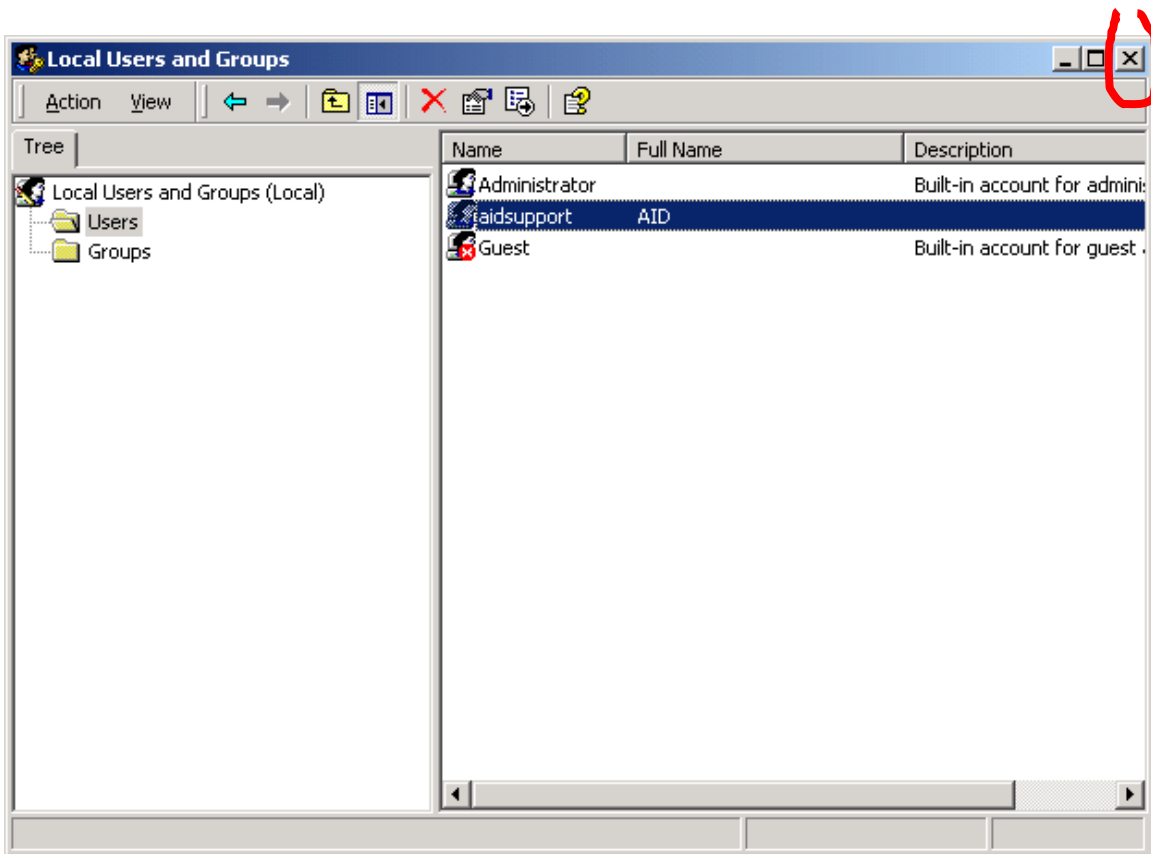 Local Users and Groups
Action View
Tree
Name Full Name Description
Local Users and Groups (Local)
Users
Groups
Administrator Built-in account for adminis
aidsupport AID
Guest Built-in account for guest